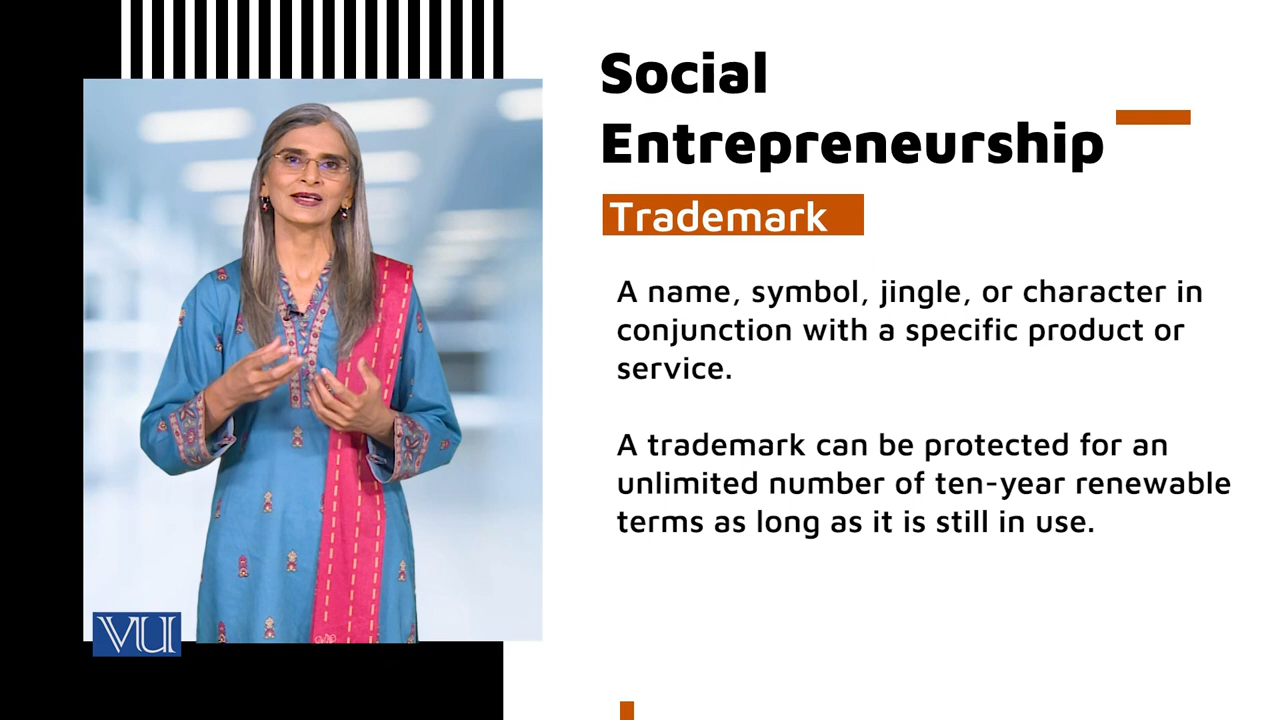 Social
Entrepreneurship
Trademark
A name, symbol, jingle, or character in
conjunction with a specific product or
service.
A trademark can be protected for an
unlimited number of ten-year renewable
terms as long as it is still in use.
VU